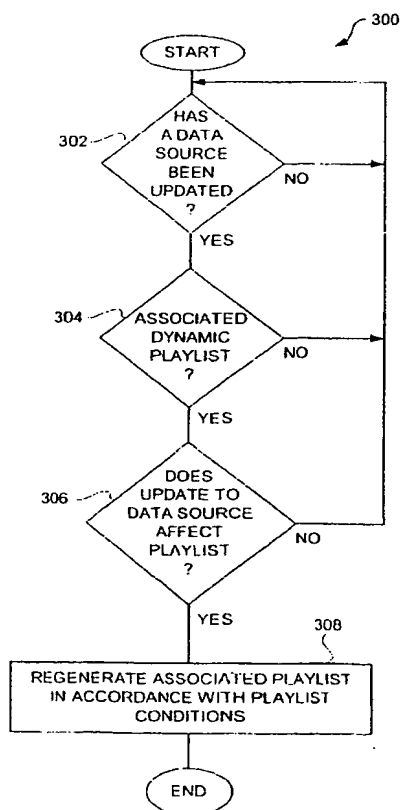 300
START
302
HAS
A DATA
SOURCE
BEEN
UPDATED
?
NO
YES
304
ASSOCIATED
DYNAMIC
PLAYLIST
?
NO
YES
306
DOES
UPDATE TO
DATA SOURCE
AFFECT
PLAYLIST
?
NO
YES
308
REGENERATE ASSOCIATED PLAYLIST
IN ACCORDANCE WITH PLAYLIST
CONDITIONS
END